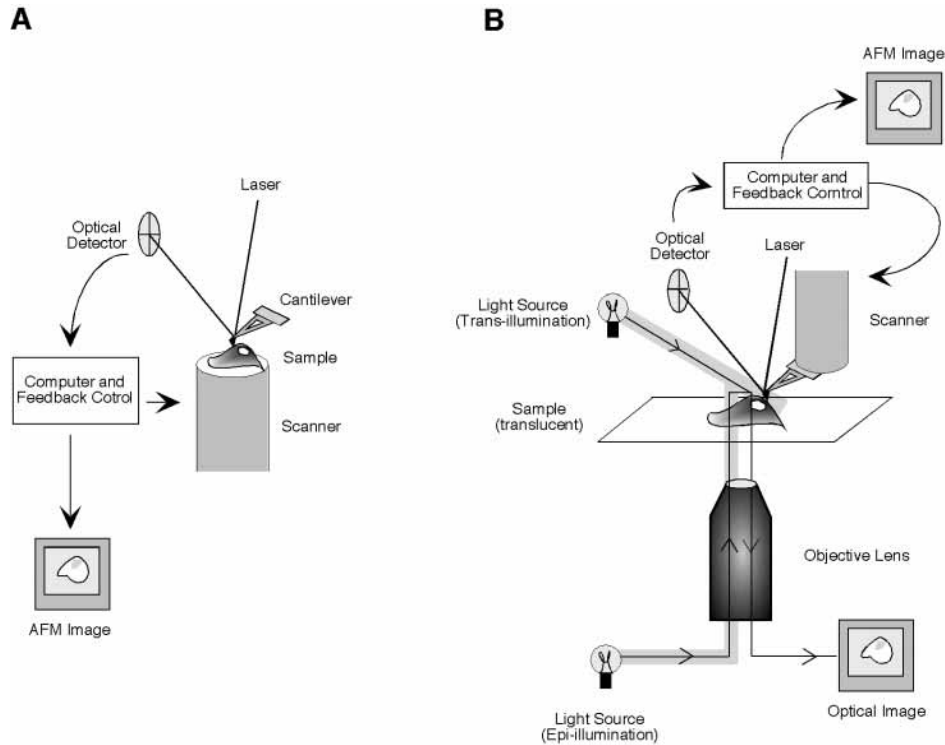 A
Laser
Optical
Detector
Cantilever
Sample
Computer and
Feedback Cotrol
Scanner
AFM Image
B
AFM Image
Computer and
Feedback Corntrol
Optical
Detector
Laser
Light Source
(Trans-illumination)
Scanner
Sample
(translucent)
Objective Lens
Light Source
(Epi-illumination)
Optical Image